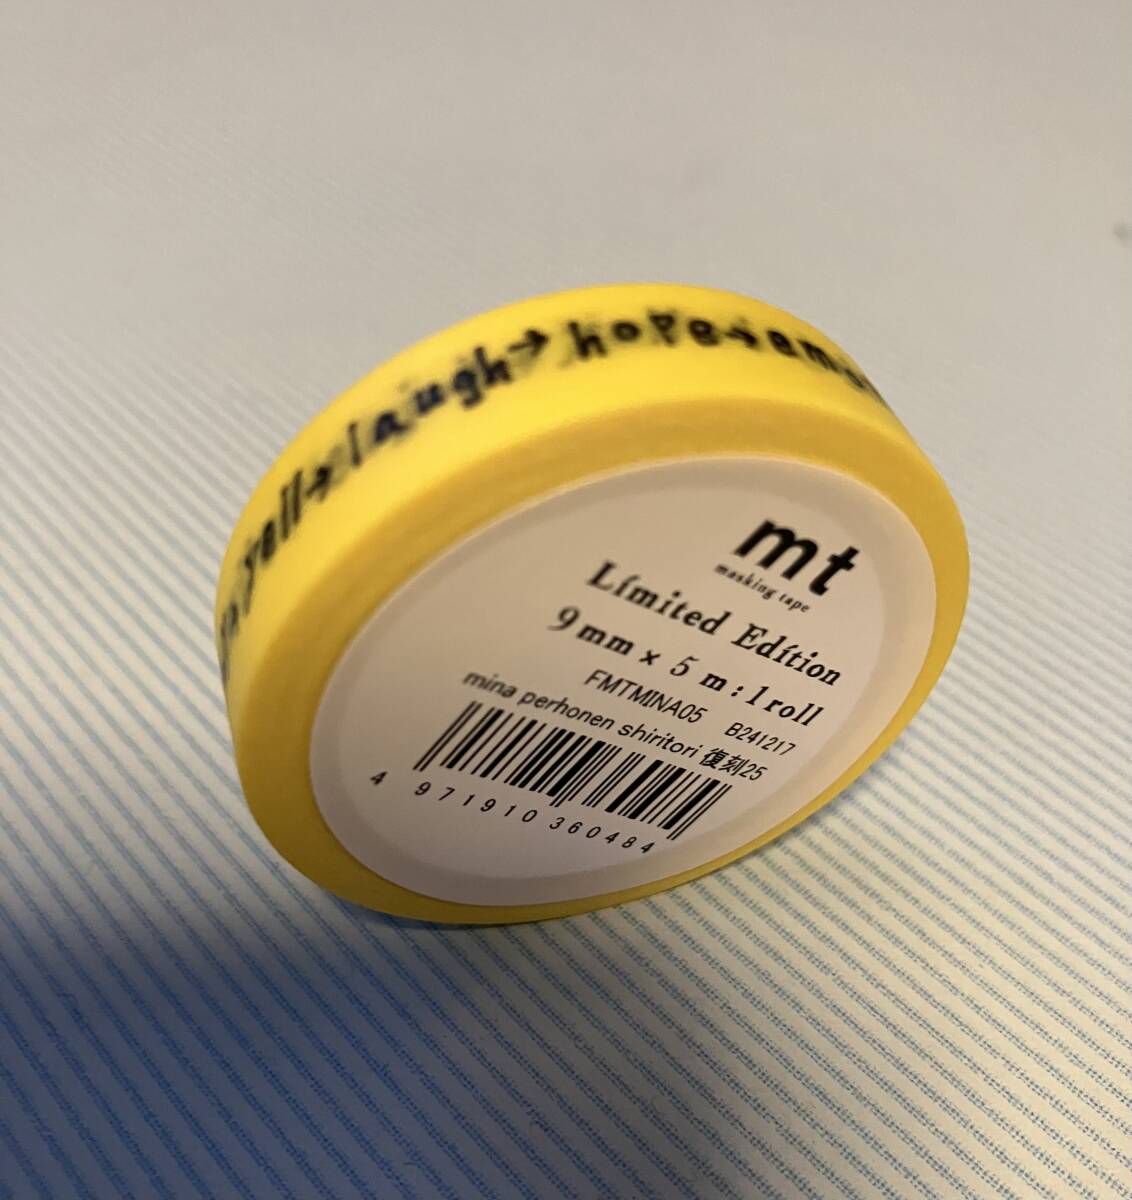 yell→laugh→hope→
mt
masking tape
Limited Edition
9mm x 5 m : 1roll
FMTMINA05 B241217
mina perhonen shiritori 復刻25
4 971910 360484